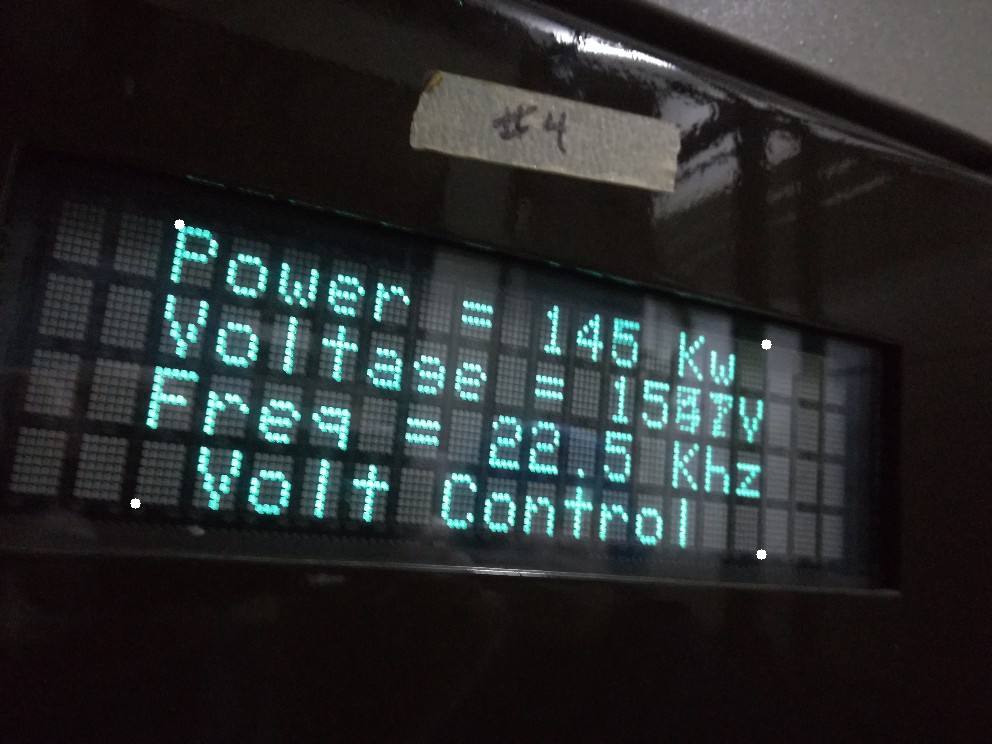 #4
Power = 145 Kw
Voltage =
Freq = 22.5 Khz
Volt Control